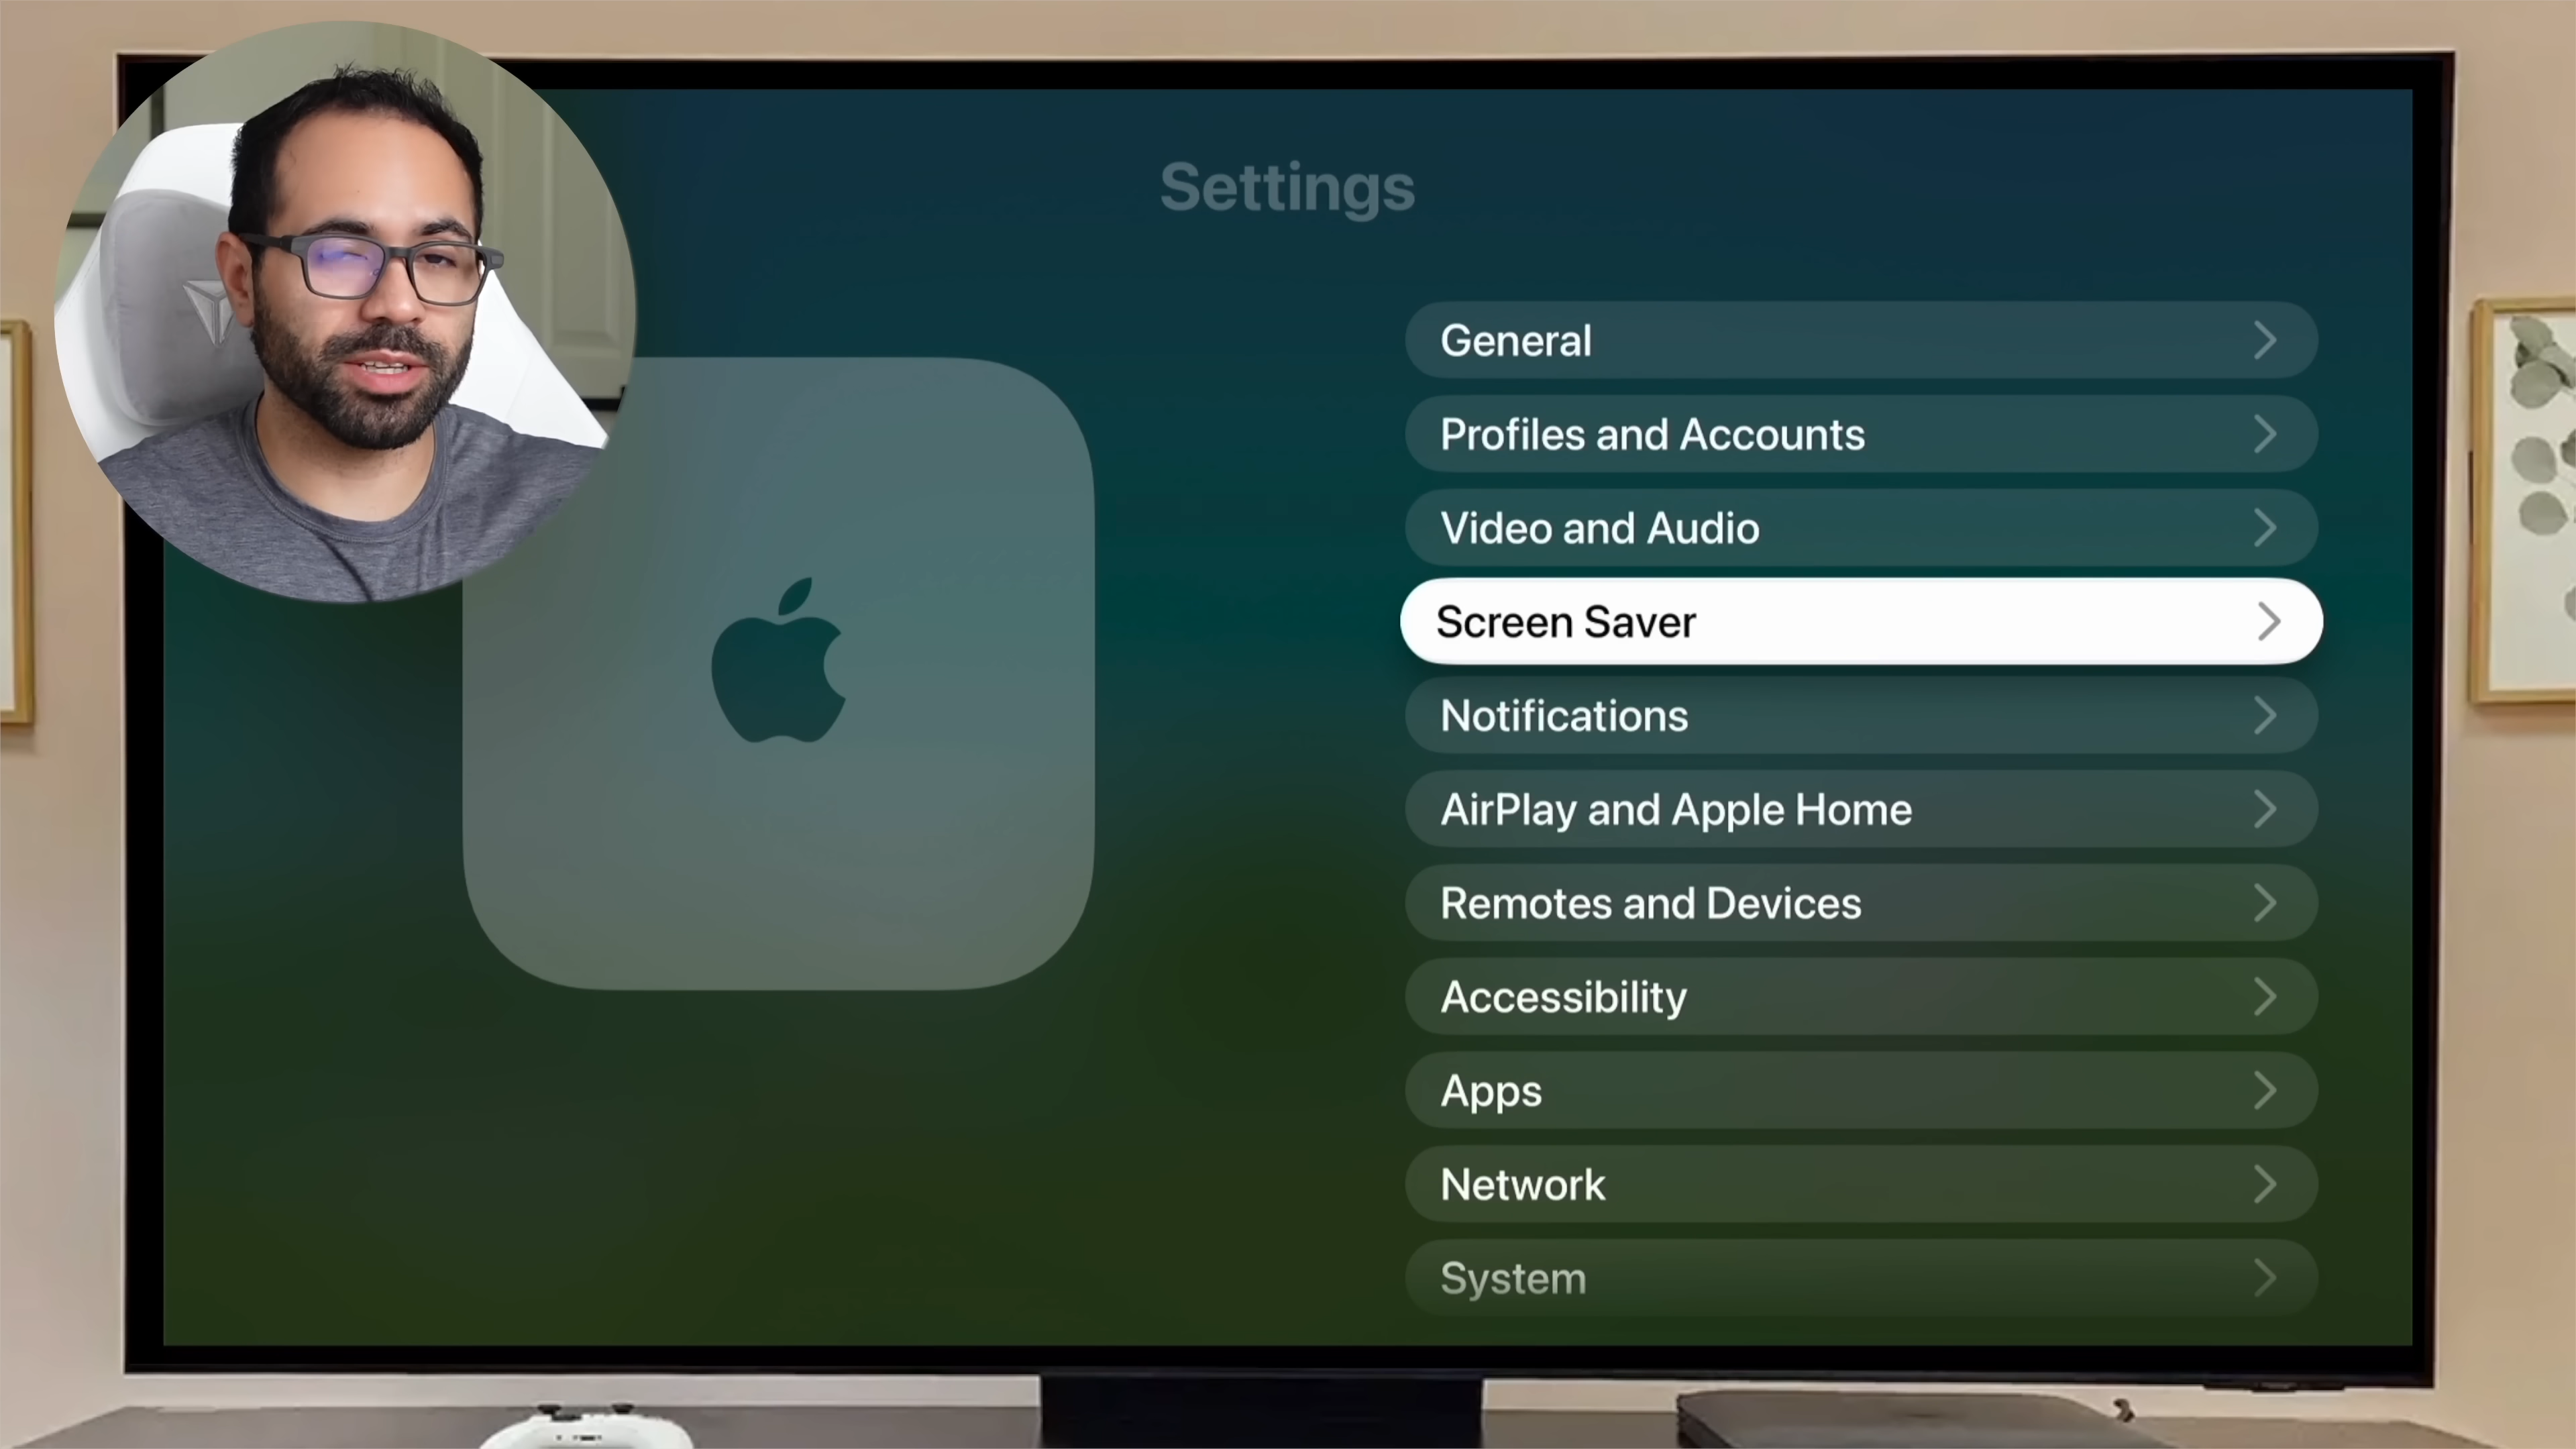 Settings
General
Profiles and Accounts
Video and Audio
Screen Saver
Notifications
AirPlay and Apple Home
Remotes and Devices
Accessibility
Apps
Network
System